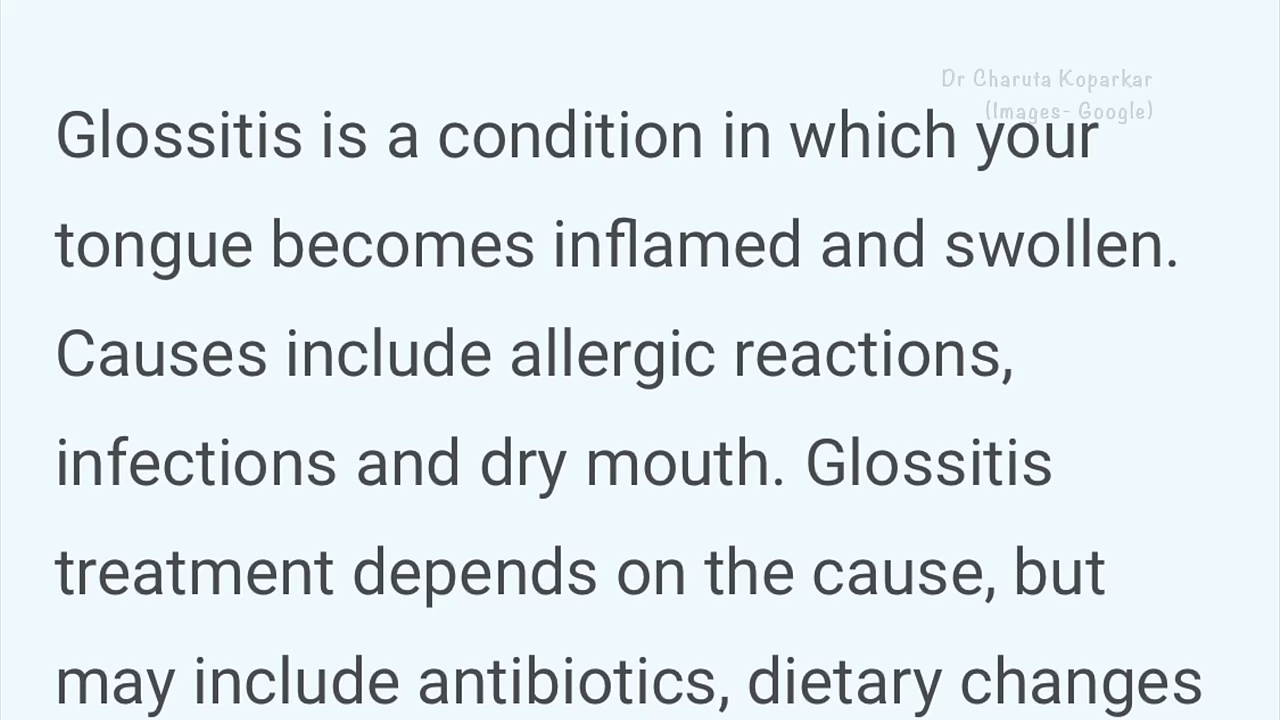 Dr Charuta Koparkar
(Images- Google)
Glossitis is a condition in which your
tongue becomes inflamed and swollen.
Causes include allergic reactions,
infections and dry mouth. Glossitis
treatment depends on the cause, but
may include antibiotics, dietary changes